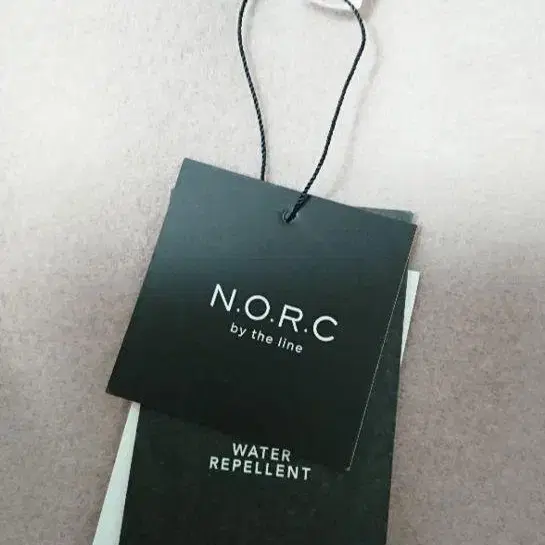 N.O.R.C
by the line
WATER
REPELLENT